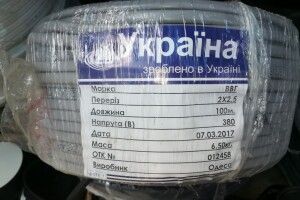 Україна
зроблено в Україні
Марка ВВГ
Переріз 2Х2,5
Довжина 100м.
Напруга (В) 380
Дата 07.03.2017
Маса 6,50кг
ОТК № 012458
Виробник Одеса